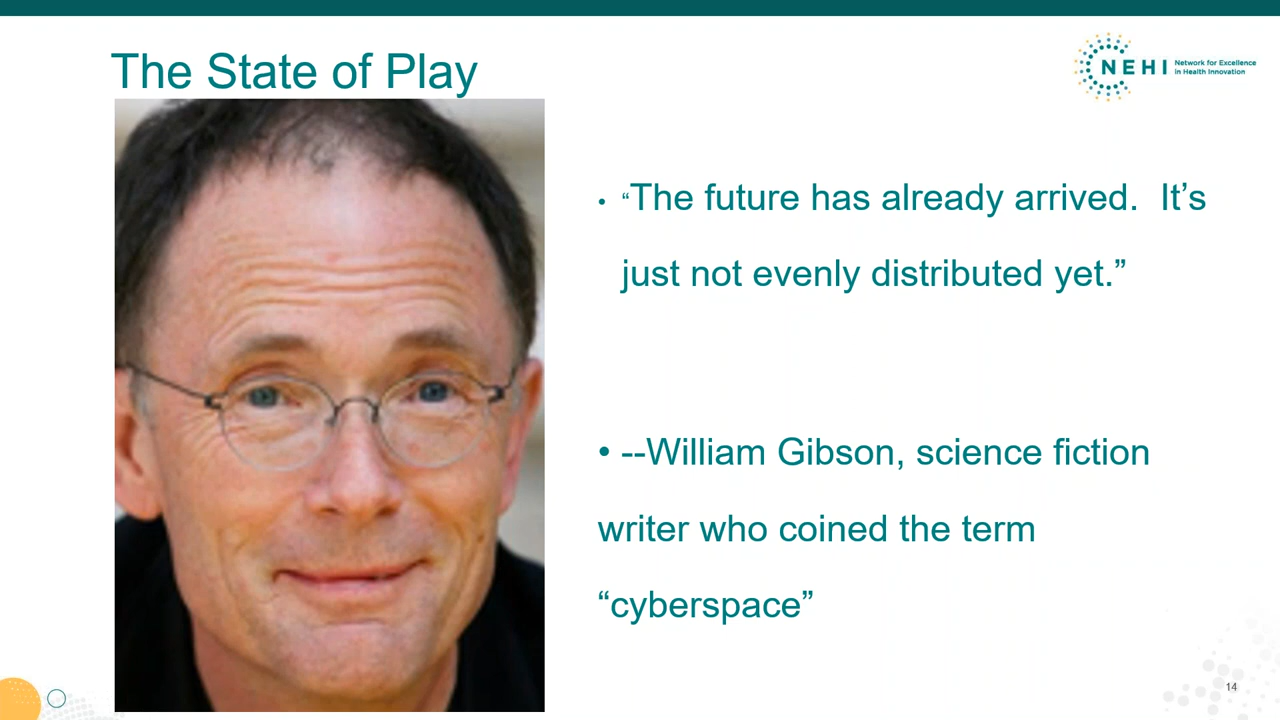 The State of Play
NEHI
Network for Excellence
in Health Innovation
• “The future has already arrived.  It’s
just not evenly distributed yet.”
• --William Gibson, science fiction
writer who coined the term
“cyberspace”
14